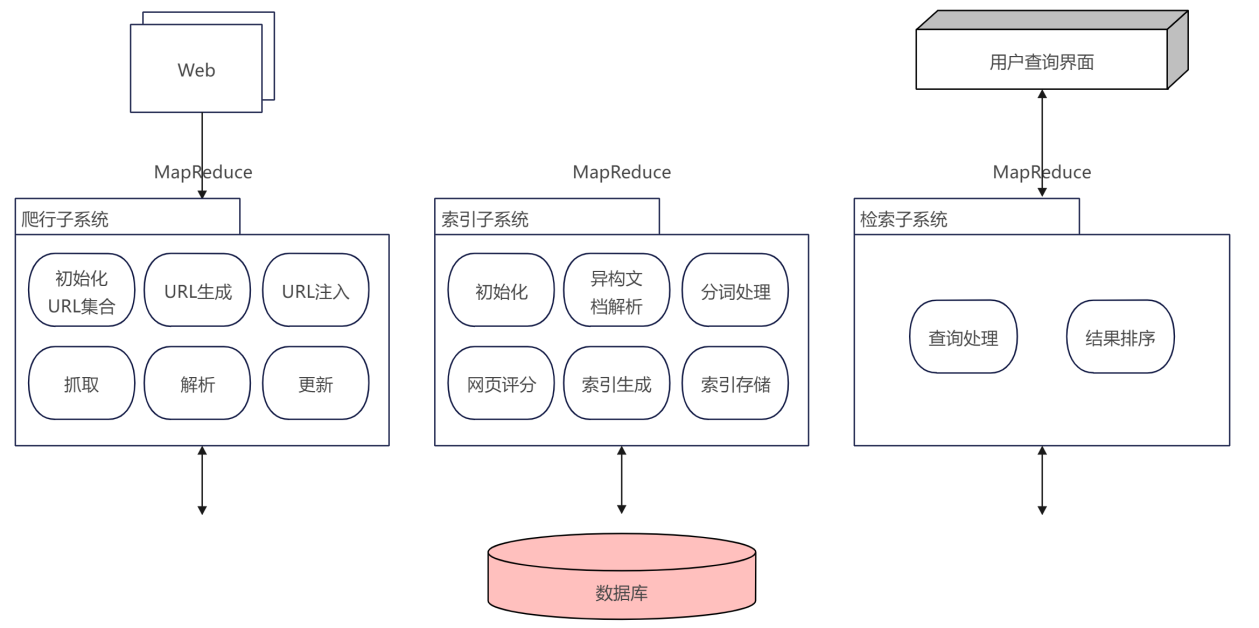 Web
用户查询界面
MapReduce
MapReduce
MapReduce
爬行子系统
初始化
URL集合
URL生成
URL注入
抓取
解析
更新
索引子系统
初始化
异构文
档解析
分词处理
网页评分
索引生成
索引存储
检索子系统
查询处理
结果排序
数据库